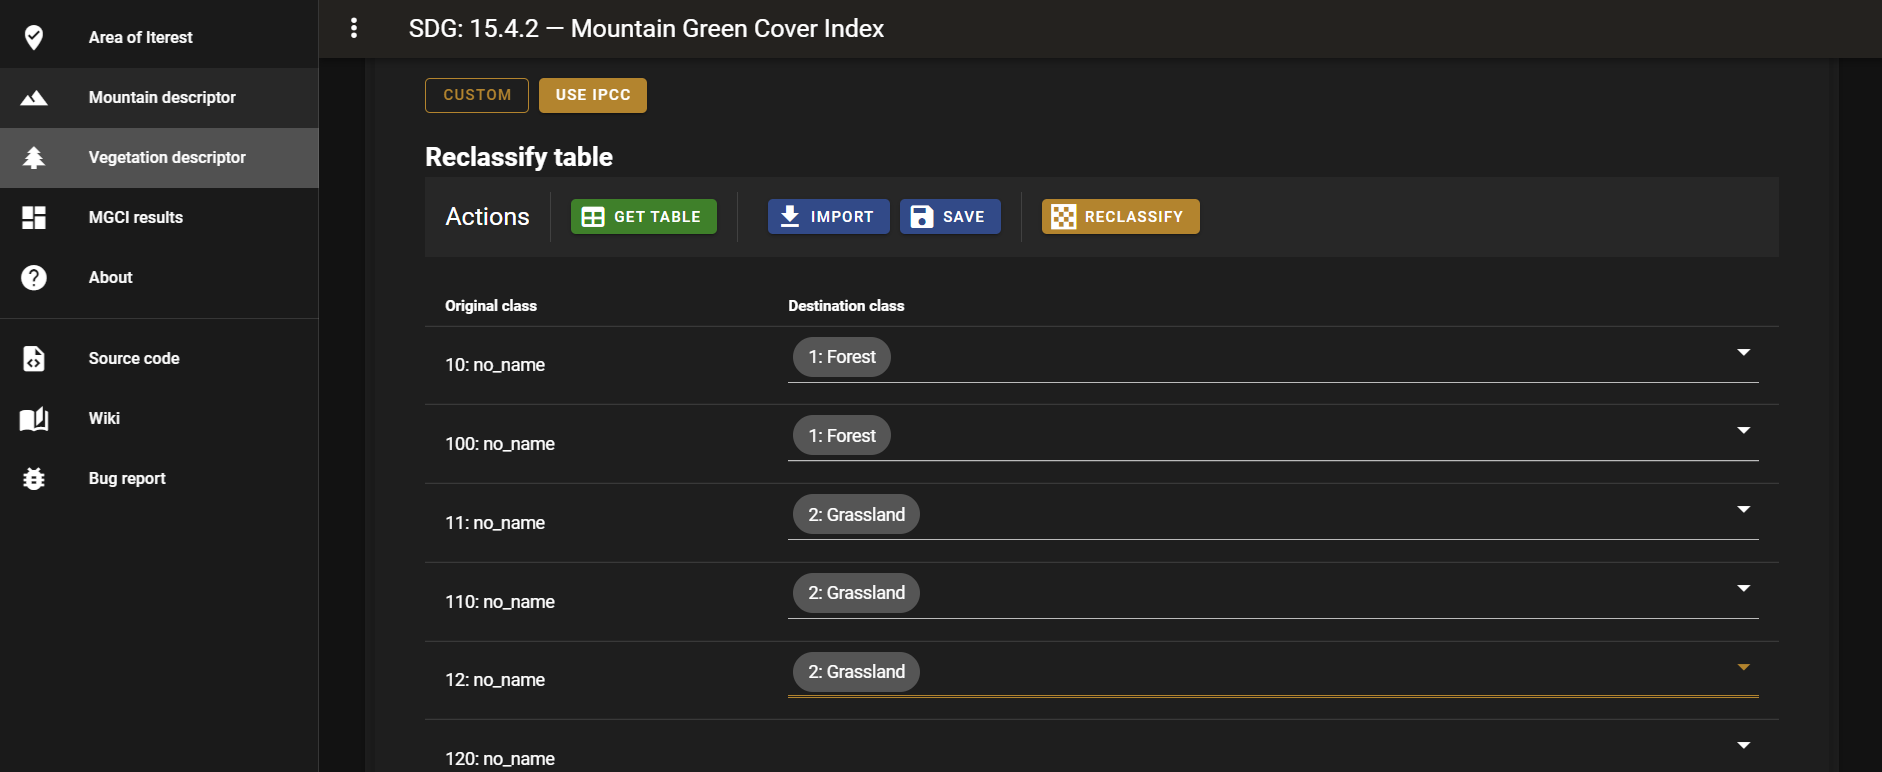 Area of Iterest
Mountain descriptor
Vegetation descriptor
MGCI results
About
Source code
Wiki
Bug report
SDG: 15.4.2 — Mountain Green Cover Index
CUSTOM USE IPCC
Reclassify table
Actions GET TABLE IMPORT SAVE RECLASSIFY
Original class Destination class
10: no_name 1: Forest
100: no_name 1: Forest
11: no_name 2: Grassland
110: no_name 2: Grassland
12: no_name 2: Grassland
120: no_name